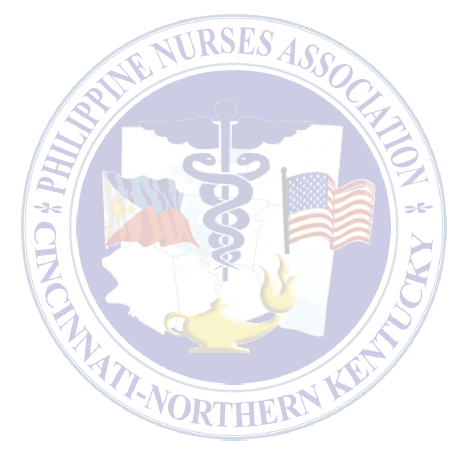 PHILIPPINE NURSES ASSOCIATION
CINCINNATI-NORTHERN KENTUCKY